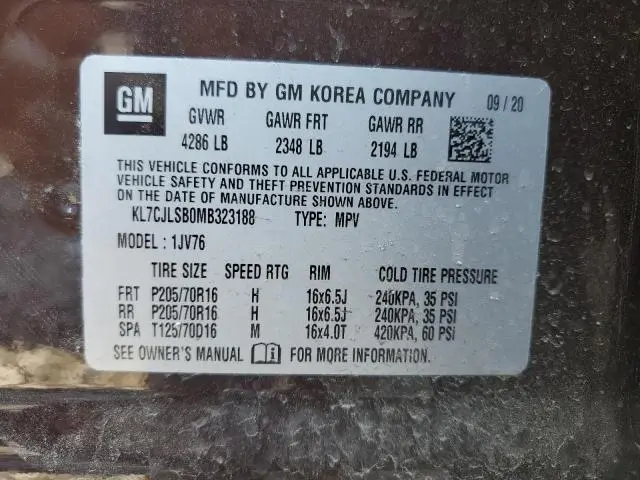 GM MFD BY GM KOREA COMPANY 09 / 20
GVWR GAWR FRT GAWR RR
4286 LB 2348 LB 2194 LB
THIS VEHICLE CONFORMS TO ALL APPLICABLE U.S. FEDERAL MOTOR
VEHICLE SAFETY AND THEFT PREVENTION STANDARDS IN EFFECT
ON THE DATE OF MANUFACTURE SHOWN ABOVE.
KL7CJLSB0MB323188 TYPE: MPV
MODEL : 1JV76
TIRE SIZE SPEED RTG RIM COLD TIRE PRESSURE
FRT P205/70R16 H 16x6.5J 240KPA, 35 PSI
RR P205/70R16 H 16x6.5J 240KPA, 35 PSI
SPA T125/70D16 M 16x4.0T 420KPA, 60 PSI
SEE OWNER'S MANUAL FOR MORE INFORMATION.